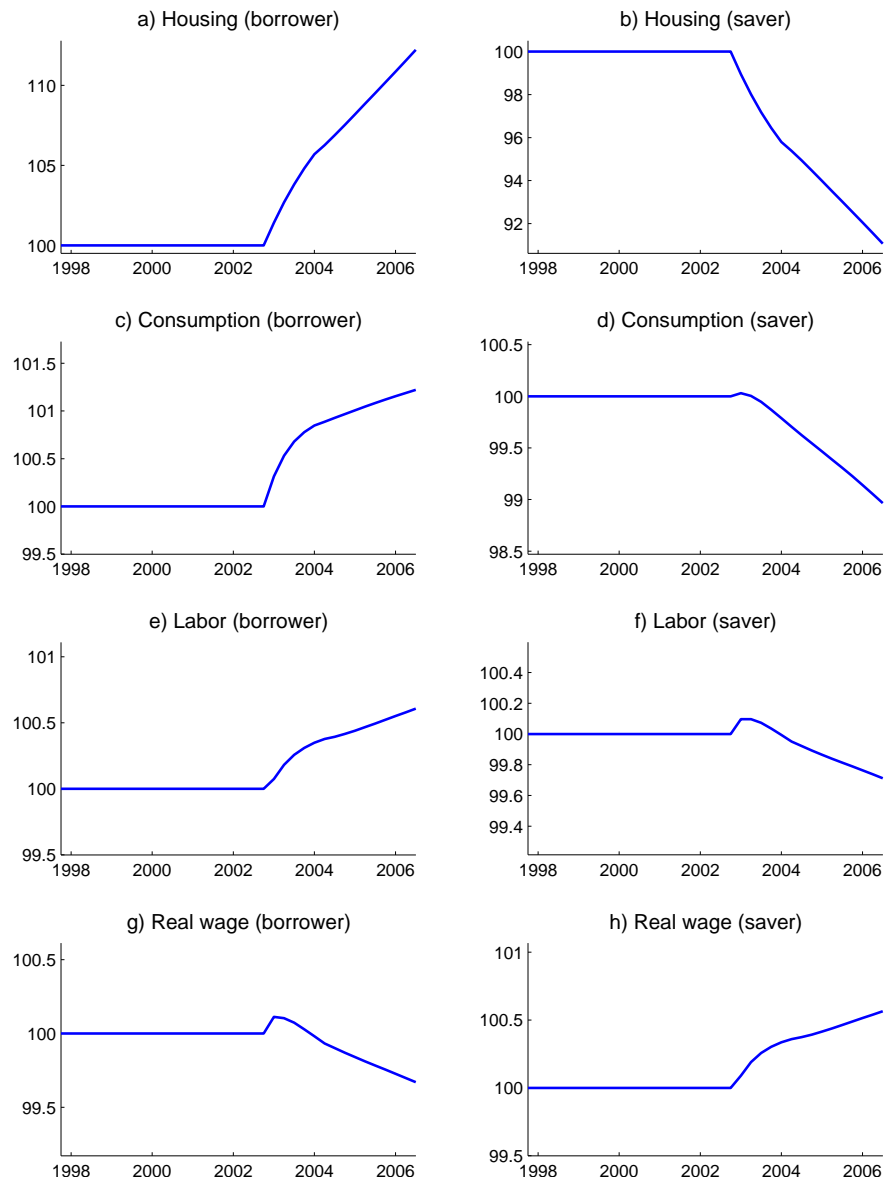 a) Housing (borrower)
110
105
100
1998 2000 2002 2004 2006
b) Housing (saver)
100
98
96
94
92
1998 2000 2002 2004 2006
c) Consumption (borrower)
101.5
101
100.5
100
99.5
1998 2000 2002 2004 2006
d) Consumption (saver)
100.5
100
99.5
99
98.5
1998 2000 2002 2004 2006
e) Labor (borrower)
101
100.5
100
99.5
1998 2000 2002 2004 2006
f) Labor (saver)
100.4
100.2
100
99.8
99.6
99.4
1998 2000 2002 2004 2006
g) Real wage (borrower)
100.5
100
99.5
1998 2000 2002 2004 2006
h) Real wage (saver)
101
100.5
100
99.5
1998 2000 2002 2004 2006